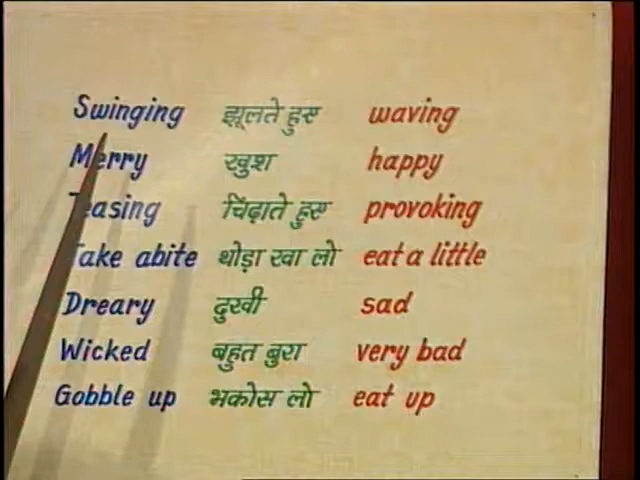 Swinging झूलते हुए waving
Merry खुश happy
Teasing चिढ़ाते हुए provoking
Take abite थोड़ा खा लो eat a little
Dreary दुखी sad
Wicked बहुत बुरा very bad
Gobble up भकोस लो eat up